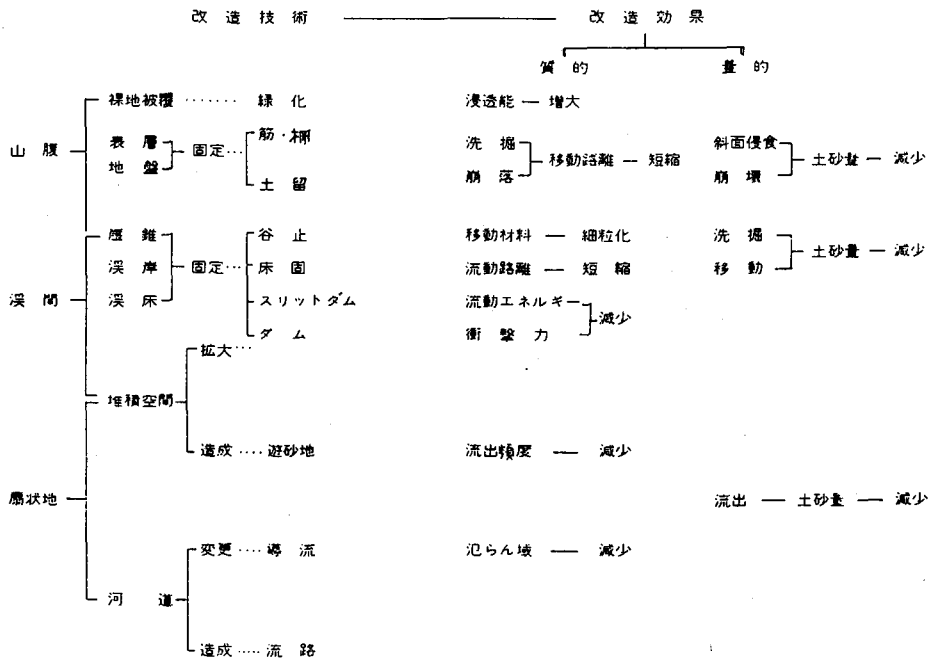 改造技術 改造効果
質的 量的
裸地被覆 ‥‥‥ 緑化 浸透能 — 増大
筋・柵
山腹 表層 地盤 固定 洗掘 崩落 移動距離 — 短縮 斜面侵食 崩壊 土砂量 — 減少
土留
崖錐 谷止 移動材料 — 細粒化 洗掘
渓岸 固定 床固 流動距離 — 短縮 移動 土砂量 — 減少
渓間 渓床 スリットダム 流動エネルギー
ダム 衝撃力 減少
拡大‥
堆積空間
造成 ‥‥ 遊砂地 流出頻度 — 減少
扇状地 流出 — 土砂量 — 減少
変更 ‥‥ 導流 氾らん域 — 減少
河道
造成 ‥‥ 流路